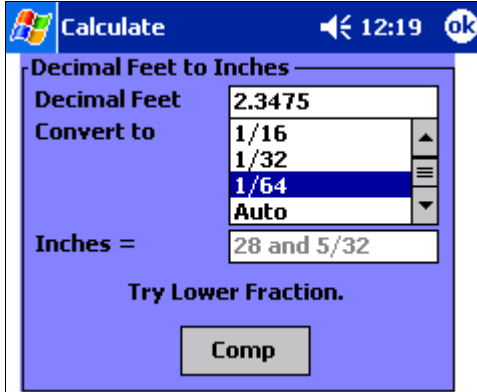 Calculate 12:19 ok
Decimal Feet to Inches
Decimal Feet 2.3475
Convert to 1/16
1/32
1/64
Auto
Inches = 28 and 5/32
Try Lower Fraction.
Comp